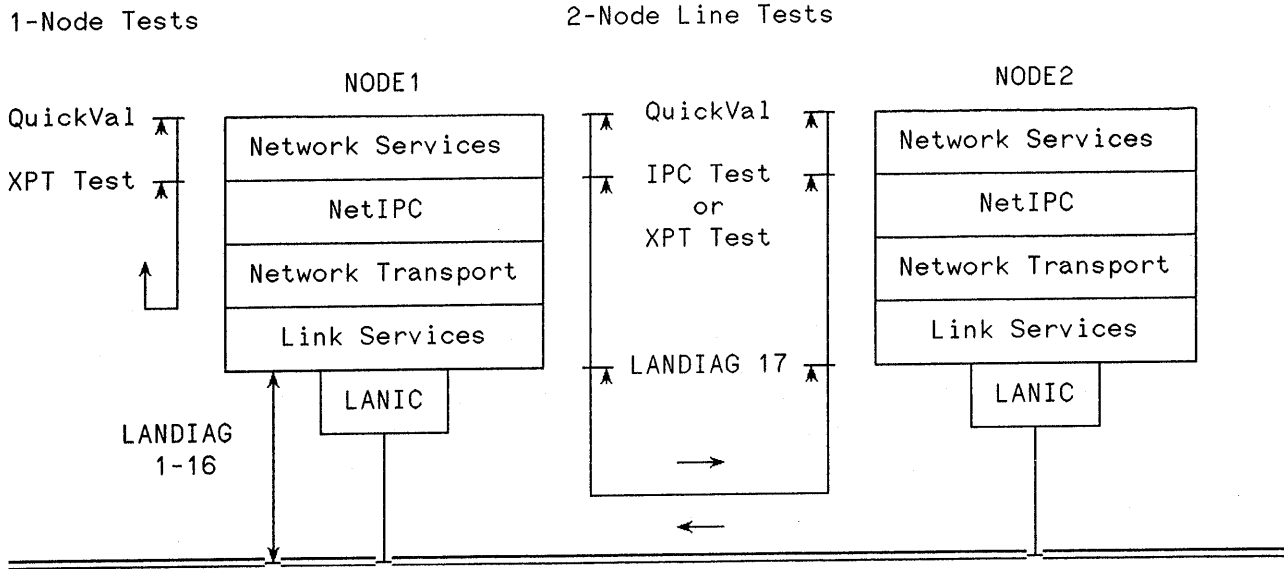 1-Node Tests
2-Node Line Tests
NODE1
NODE2
QuickVal
XPT Test
Network Services
NetIPC
Network Transport
Link Services
LANIC
LANDIAG
1-16
QuickVal
IPC Test
or
XPT Test
LANDIAG 17
Network Services
NetIPC
Network Transport
Link Services
LANIC